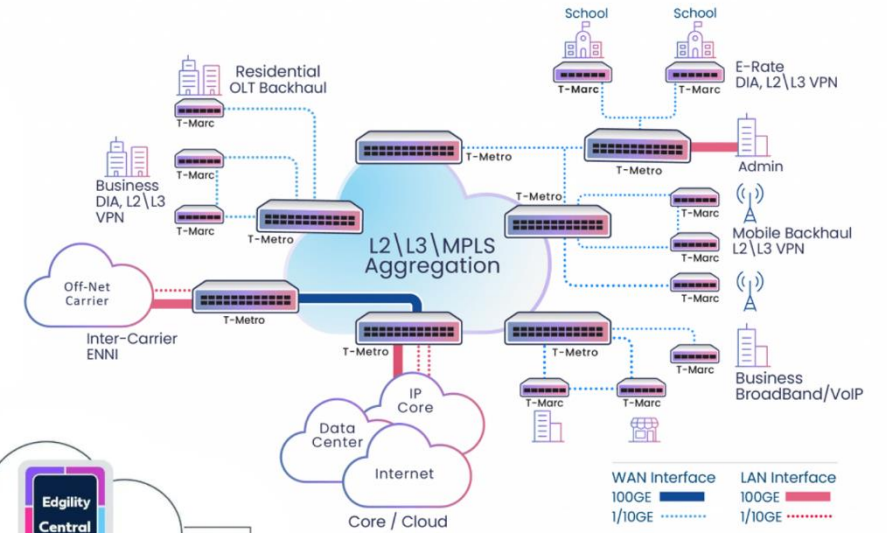 School
School
Residential
OLT Backhaul
T-Marc
T-Marc
E-Rate
DIA, L2\L3 VPN
T-Marc
T-Metro
T-Metro
Admin
T-Marc
Business
DIA, L2\L3
VPN
T-Marc
T-Metro
T-Metro
T-Marc
Mobile Backhaul
L2\L3 VPN
T-Marc
L2\L3\MPLS
Aggregation
Off-Net
Carrier
T-Marc
T-Metro
Inter-Carrier
ENNI
T-Metro
T-Metro
T-Marc
Business
BroadBand/VoIP
T-Marc
T-Marc
IP
Core
Data
Center
Internet
Core / Cloud
WAN Interface
100GE
1/10GE
LAN Interface
100GE
1/10GE
Edgility
Central